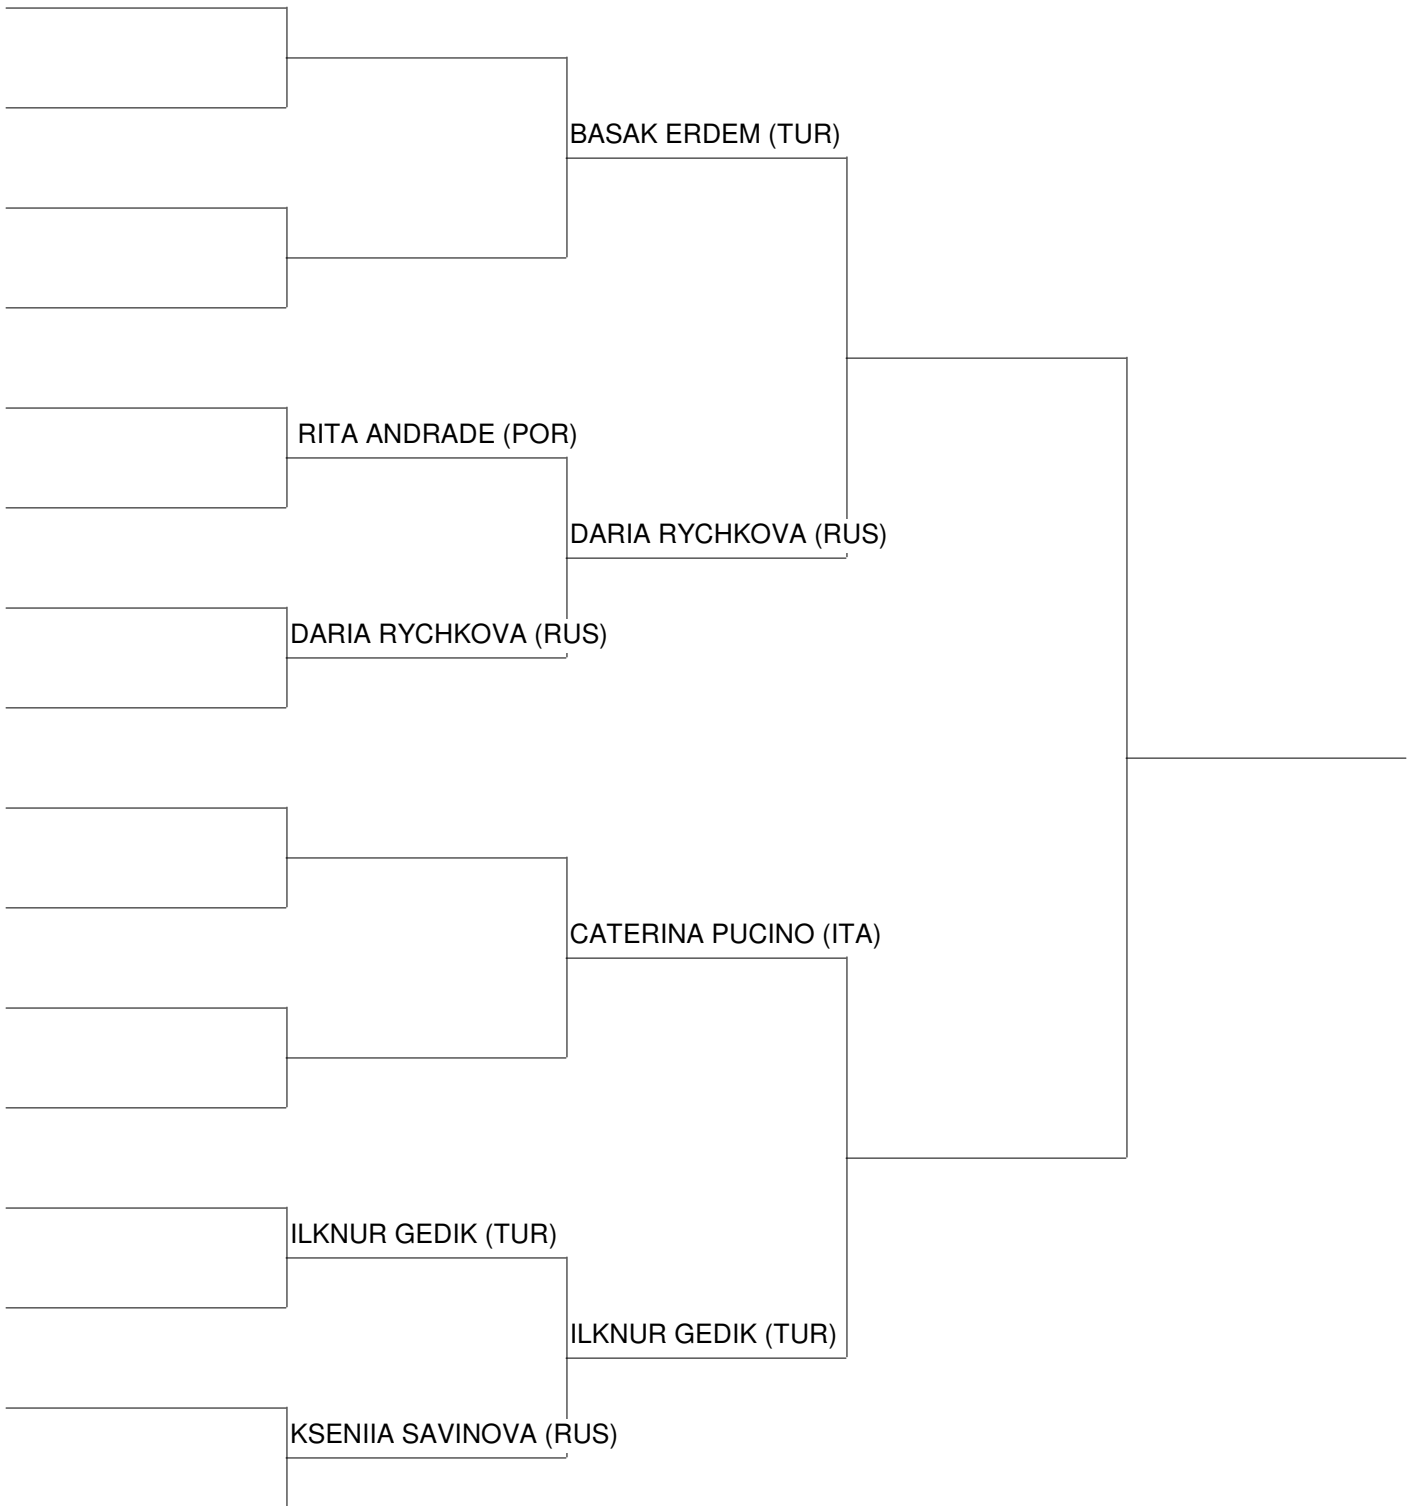 BASAK ERDEM (TUR)
RITA ANDRADE (POR)
DARIA RYCHKOVA (RUS)
DARIA RYCHKOVA (RUS)
CATERINA PUCINO (ITA)
ILKNUR GEDIK (TUR)
ILKNUR GEDIK (TUR)
KSENIIA SAVINOVA (RUS)